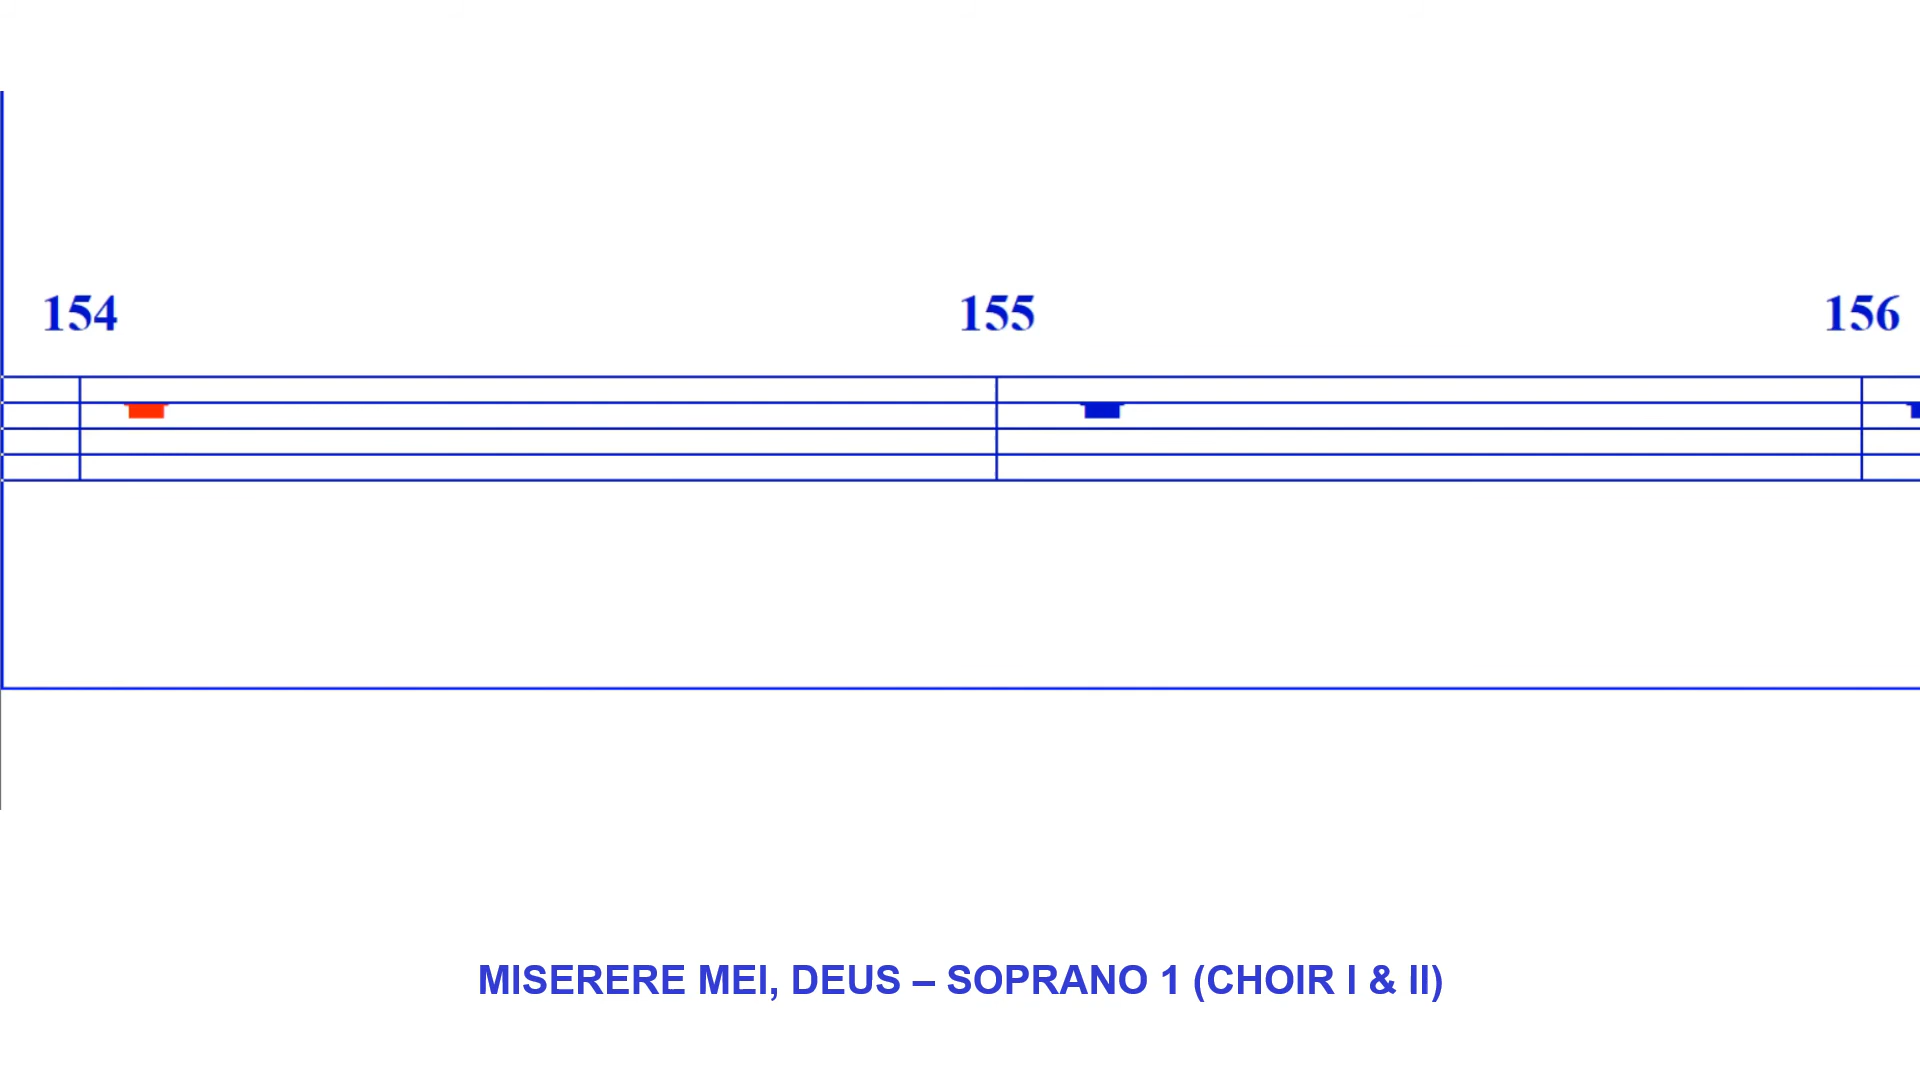 154 155 156
MISERERE MEI, DEUS – SOPRANO 1 (CHOIR I & II)